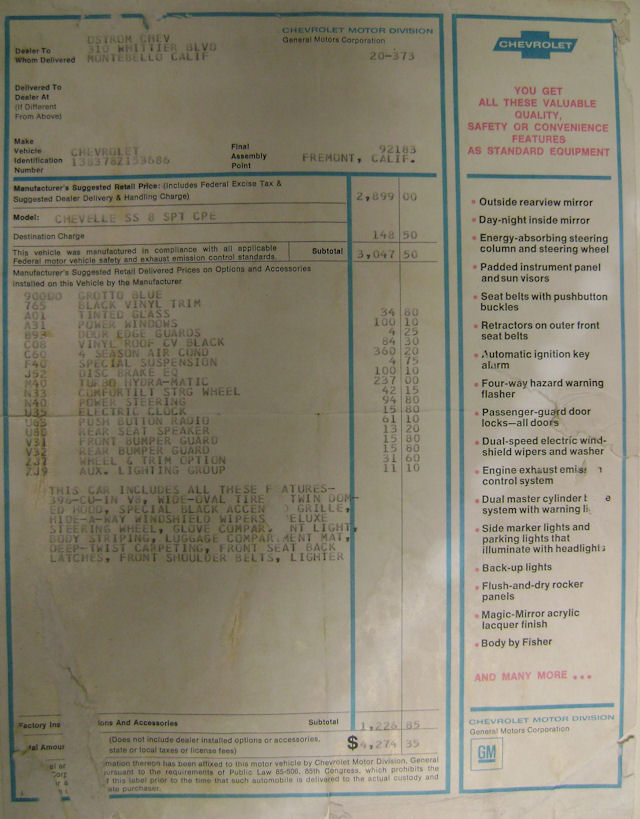 CHEVROLET MOTOR DIVISION
General Motors Corporation
Dealer To
Whom Delivered
OSTROM CHEV
310 WHITTIER BLVD
MONTEBELLO CALIF
20-373
Delivered To
Dealer At
(If Different
From Above)
Make
Vehicle
Identification
Number
CHEVROLET
Final
Assembly
Point
92183
FREMONT, CALIF.
Manufacturer's Suggested Retail Price: (Includes Federal Excise Tax &
Suggested Dealer Delivery & Handling Charge)
2,899 00
Model: CHEVELLE SS 8 SPT CPE
Destination Charge 148 50
This vehicle was manufactured in compliance with all applicable
Federal motor vehicle safety and exhaust emission control standards.
Subtotal 3,047 50
Manufacturer's Suggested Retail Delivered Prices on Options and Accessories
Installed on this Vehicle by the Manufacturer
GROTTO BLUE
765 BLACK VINYL TRIM
A01 TINTED GLASS 34 80
A31 POWER WINDOWS 100 10
B93 DOOR EDGE GUARDS 4 25
C08 VINYL ROOF CV BLACK 84 30
C60 4 SEASON AIR COND 360 20
F40 SPECIAL SUSPENSION 4 75
J52 DISC BRAKE EQ 100 10
M40 TURBO HYDRA-MATIC 237 00
N33 COMFORTILT STRG WHEEL 42 15
N40 POWER STEERING 94 80
U35 ELECTRIC CLOCK 15 80
U63 PUSH BUTTON RADIO 61 10
U80 REAR SEAT SPEAKER 13 20
V31 FRONT BUMPER GUARD 15 80
V32 REAR BUMPER GUARD 15 80
ZJ7 WHEEL & TRIM OPTION 31 60
ZJ9 AUX. LIGHTING GROUP 11 10
THIS CAR INCLUDES ALL THESE FEATURES-
396-CU-IN V8, WIDE-OVAL TIRE TWIN DOM-
ED HOOD, SPECIAL BLACK ACCEN GRILLE,
HIDE-A-WAY WINDSHIELD WIPERS ELUXE
STEERING WHEEL, GLOVE COMPAR NT LIGHT,
BODY STRIPING, LUGGAGE COMPAR MENT MAT,
DEEP-TWIST CARPETING, FRONT SEAT BACK
LATCHES, FRONT SHOULDER BELTS, LIGHTER
Factory Ins ons And Accessories Subtotal 1,226 85
tal Amoun (Does not include dealer installed options or accessories,
state or local taxes or license fees)
$4,274 35
mation thereon has been affixed to this motor vehicle by Chevrolet Motor Division, General
ursuant to the requirements of Public Law 85-506, 85th Congress, which prohibits the
f this label prior to the time that such automobile is delivered to the actual custody and
ate purchaser.
CHEVROLET
YOU GET
ALL THESE VALUABLE
QUALITY,
SAFETY OR CONVENIENCE
FEATURES
AS STANDARD EQUIPMENT
• Outside rearview mirror
• Day-night inside mirror
• Energy-absorbing steering
column and steering wheel
• Padded instrument panel
and sun visors
• Seat belts with pushbutton
buckles
• Retractors on outer front
seat belts
• Automatic ignition key
alarm
• Four-way hazard warning
flasher
• Passenger-guard door
locks—all doors
• Dual-speed electric wind-
shield wipers and washer
• Engine exhaust emiss n
control system
• Dual master cylinder b e
system with warning li
• Side marker lights and
parking lights that
illuminate with headlights
• Back-up lights
• Flush-and-dry rocker
panels
• Magic-Mirror acrylic
lacquer finish
• Body by Fisher
AND MANY MORE ...
CHEVROLET MOTOR DIVISION
General Motors Corporation
GM